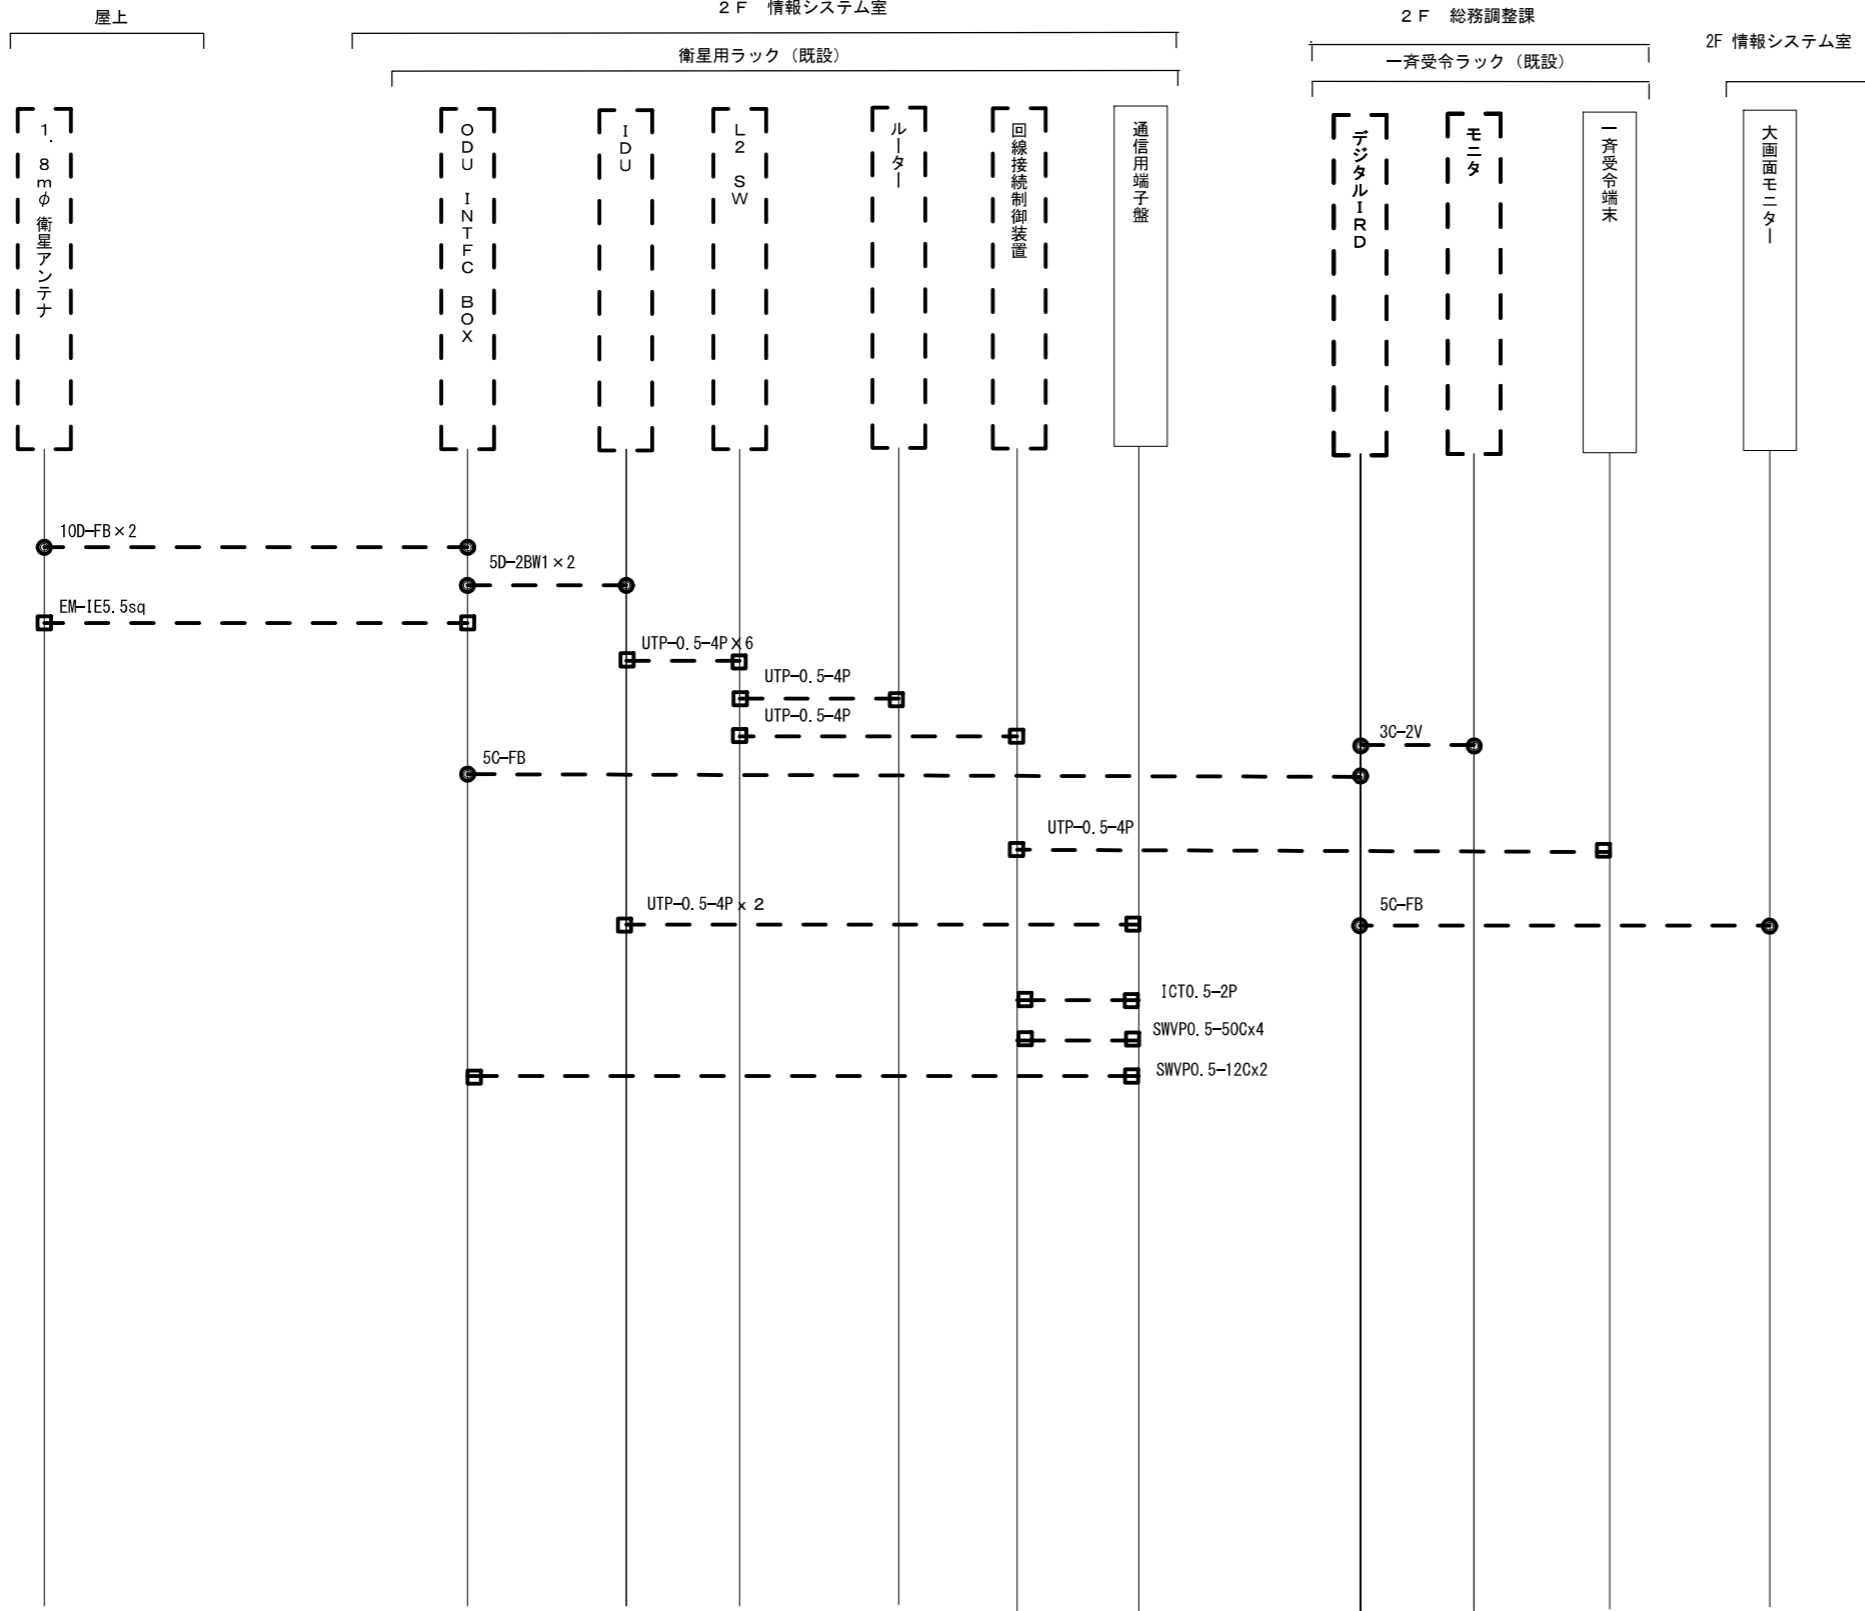 屋上
２Ｆ　情報システム室
衛星用ラック（既設）
２Ｆ　総務調整課
一斉受令ラック（既設）
2F 情報システム室
１．８ｍφ 衛星アンテナ
ＯＤＵ　ＩＮＴＦＣ　ＢＯＸ
ＩＤＵ
Ｌ２　ＳＷ
ルーター
回線接続制御装置
通信用端子盤
デジタルＩＲＤ
モニタ
一斉受令端末
大画面モニター
10D-FB×2
5D-2BW1×2
EM-IE5.5sq
UTP-0.5-4P×6
UTP-0.5-4P
UTP-0.5-4P
3C-2V
5C-FB
UTP-0.5-4P
UTP-0.5-4P x 2
5C-FB
ICT0.5-2P
SWVP0.5-50Cx4
SWVP0.5-12Cx2